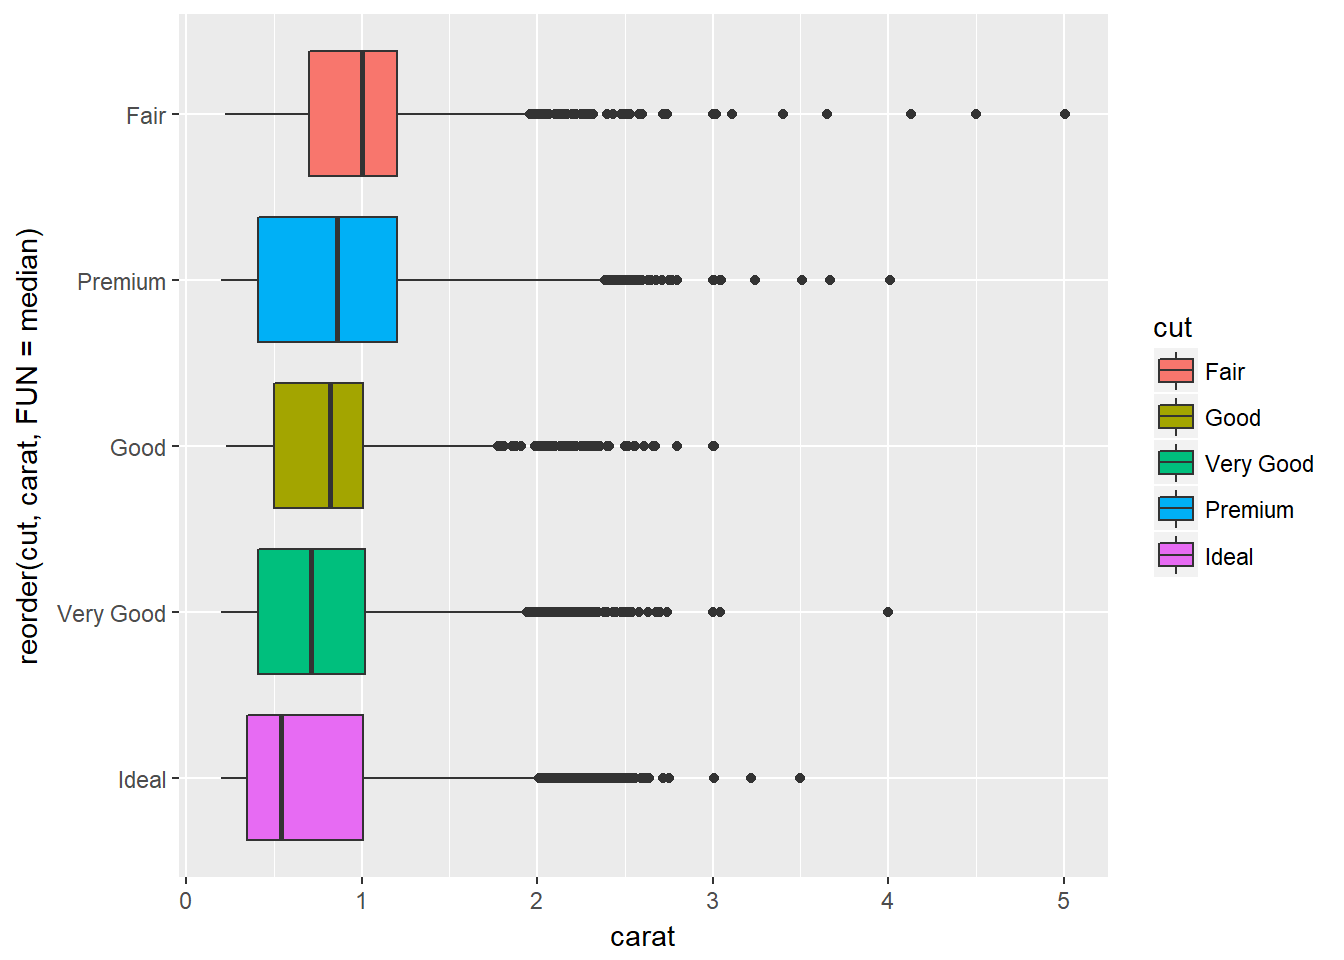 reorder(cut, carat, FUN = median)
Fair
Premium
Good
Very Good
Ideal
0 1 2 3 4 5
carat
cut
Fair
Good
Very Good
Premium
Ideal